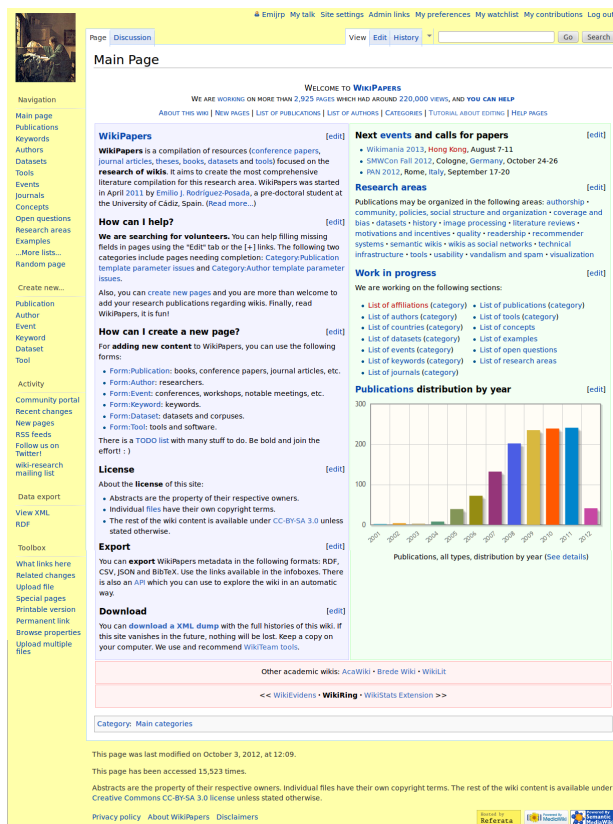 Emijrp My talk Site settings Admin links My preferences My watchlist My contributions Log out
Page Discussion
View Edit History
Go Search
Main Page
Welcome to WikiPapers
We are working on more than 2,925 pages which had around 220,000 views, and you can help
About this wiki | New pages | List of publications | List of authors | Categories | Tutorial about editing | Help pages
Navigation
Main page
Publications
Keywords
Authors
Datasets
Tools
Events
Journals
Concepts
Open questions
Research areas
Examples
...More lists...
Random page
Create new...
Publication
Author
Event
Keyword
Dataset
Tool
Activity
Community portal
Recent changes
New pages
RSS feeds
Follow us on
Twitter!
wiki-research
mailing list
Data export
View XML
RDF
Toolbox
What links here
Related changes
Upload file
Special pages
Printable version
Permanent link
Browse properties
Upload multiple
files
WikiPapers [edit]
WikiPapers is a compilation of resources (conference papers,
journal articles, theses, books, datasets and tools) focused on the
research of wikis. It aims to create the most comprehensive
literature compilation for this research area. WikiPapers was started
in April 2011 by Emilio J. Rodríguez-Posada, a pre-doctoral student at
the University of Cádiz, Spain. (Read more...)
How can I help? [edit]
We are searching for volunteers. You can help filling missing
fields in pages using the "Edit" tab or the [+] links. The following two
categories include pages needing completion: Category:Publication
template parameter issues and Category:Author template parameter
issues.
Also, you can create new pages and you are more than welcome to
add your research publications regarding wikis. Finally, read
WikiPapers, it is fun!
How can I create a new page? [edit]
For adding new content to WikiPapers, you can use the following
forms:
• Form:Publication: books, conference papers, journal articles, etc.
• Form:Author: researchers.
• Form:Event: conferences, workshops, notable meetings, etc.
• Form:Keyword: keywords.
• Form:Dataset: datasets and corpuses.
• Form:Tool: tools and software.
There is a TODO list with many stuff to do. Be bold and join the
effort! : )
License [edit]
About the license of this site:
• Abstracts are the property of their respective owners.
• Individual files have their own copyright terms.
• The rest of the wiki content is available under CC-BY-SA 3.0 unless
stated otherwise.
Export [edit]
You can export WikiPapers metadata in the following formats: RDF,
CSV, JSON and BibTeX. Use the links available in the infoboxes. There
is also an API which you can use to explore the wiki in an automatic
way.
Download [edit]
You can download a XML dump with the full histories of this wiki. If
this site vanishes in the future, nothing will be lost. Keep a copy on
your computer. We use and recommend WikiTeam tools.
Next events and calls for papers [edit]
• Wikimania 2013, Hong Kong, August 7-11
• SMWCon Fall 2012, Cologne, Germany, October 24-26
• PAN 2012, Rome, Italy, September 17-20
Research areas [edit]
Publications may be organized in the following areas: authorship •
community, policies, social structure and organization • coverage and
bias • datasets • history • image processing • literature reviews •
motivations and incentives • quality • readership • recommender
systems • semantic wikis • wikis as social networks • technical
infrastructure • tools • usability • vandalism and spam • visualization
Work in progress [edit]
We are working on the following sections:
• List of affiliations (category)
• List of authors (category)
• List of countries (category)
• List of datasets (category)
• List of events (category)
• List of keywords (category)
• List of journals (category)
• List of publications (category)
• List of tools (category)
• List of concepts
• List of examples
• List of open questions
• List of research areas
Publications distribution by year [edit]
300
200
100
0
2001 2002 2003 2004 2005 2006 2007 2008 2009 2010 2011 2012
Publications, all types, distribution by year (See details)
Other academic wikis: AcaWiki • Brede Wiki • WikiLit
<< WikiEvidens • WikiRing • WikiStats Extension >>
Category: Main categories
This page was last modified on October 3, 2012, at 12:09.
This page has been accessed 15,523 times.
Abstracts are the property of their respective owners. Individual files have their own copyright terms. The rest of the wiki content is available under
Creative Commons CC-BY-SA 3.0 license unless stated otherwise.
Privacy policy About WikiPapers Disclaimers
Hosted by
Referata
Powered By
MediaWiki
Powered By
Semantic
MediaWiki